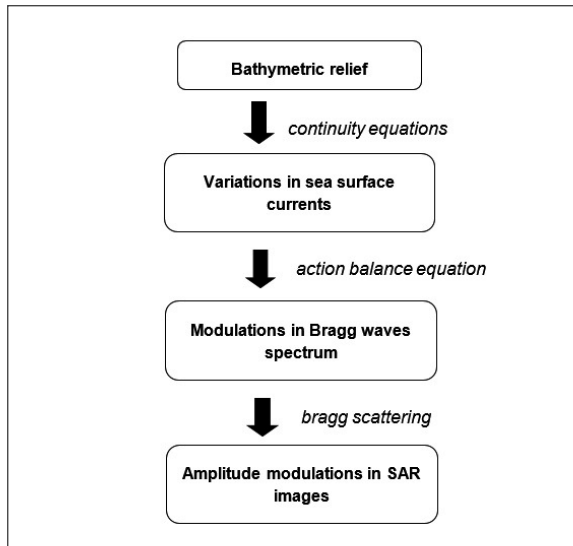 Bathymetric relief
continuity equations
Variations in sea surface
currents
action balance equation
Modulations in Bragg waves
spectrum
bragg scattering
Amplitude modulations in SAR
images